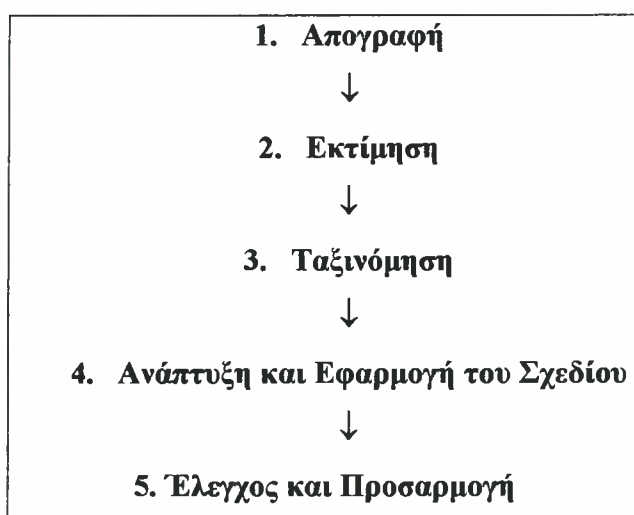 1. Απογραφή
↓
2. Εκτίμηση
↓
3. Ταξινόμηση
↓
4. Ανάπτυξη και Εφαρμογή του Σχεδίου
↓
5. Έλεγχος και Προσαρμογή